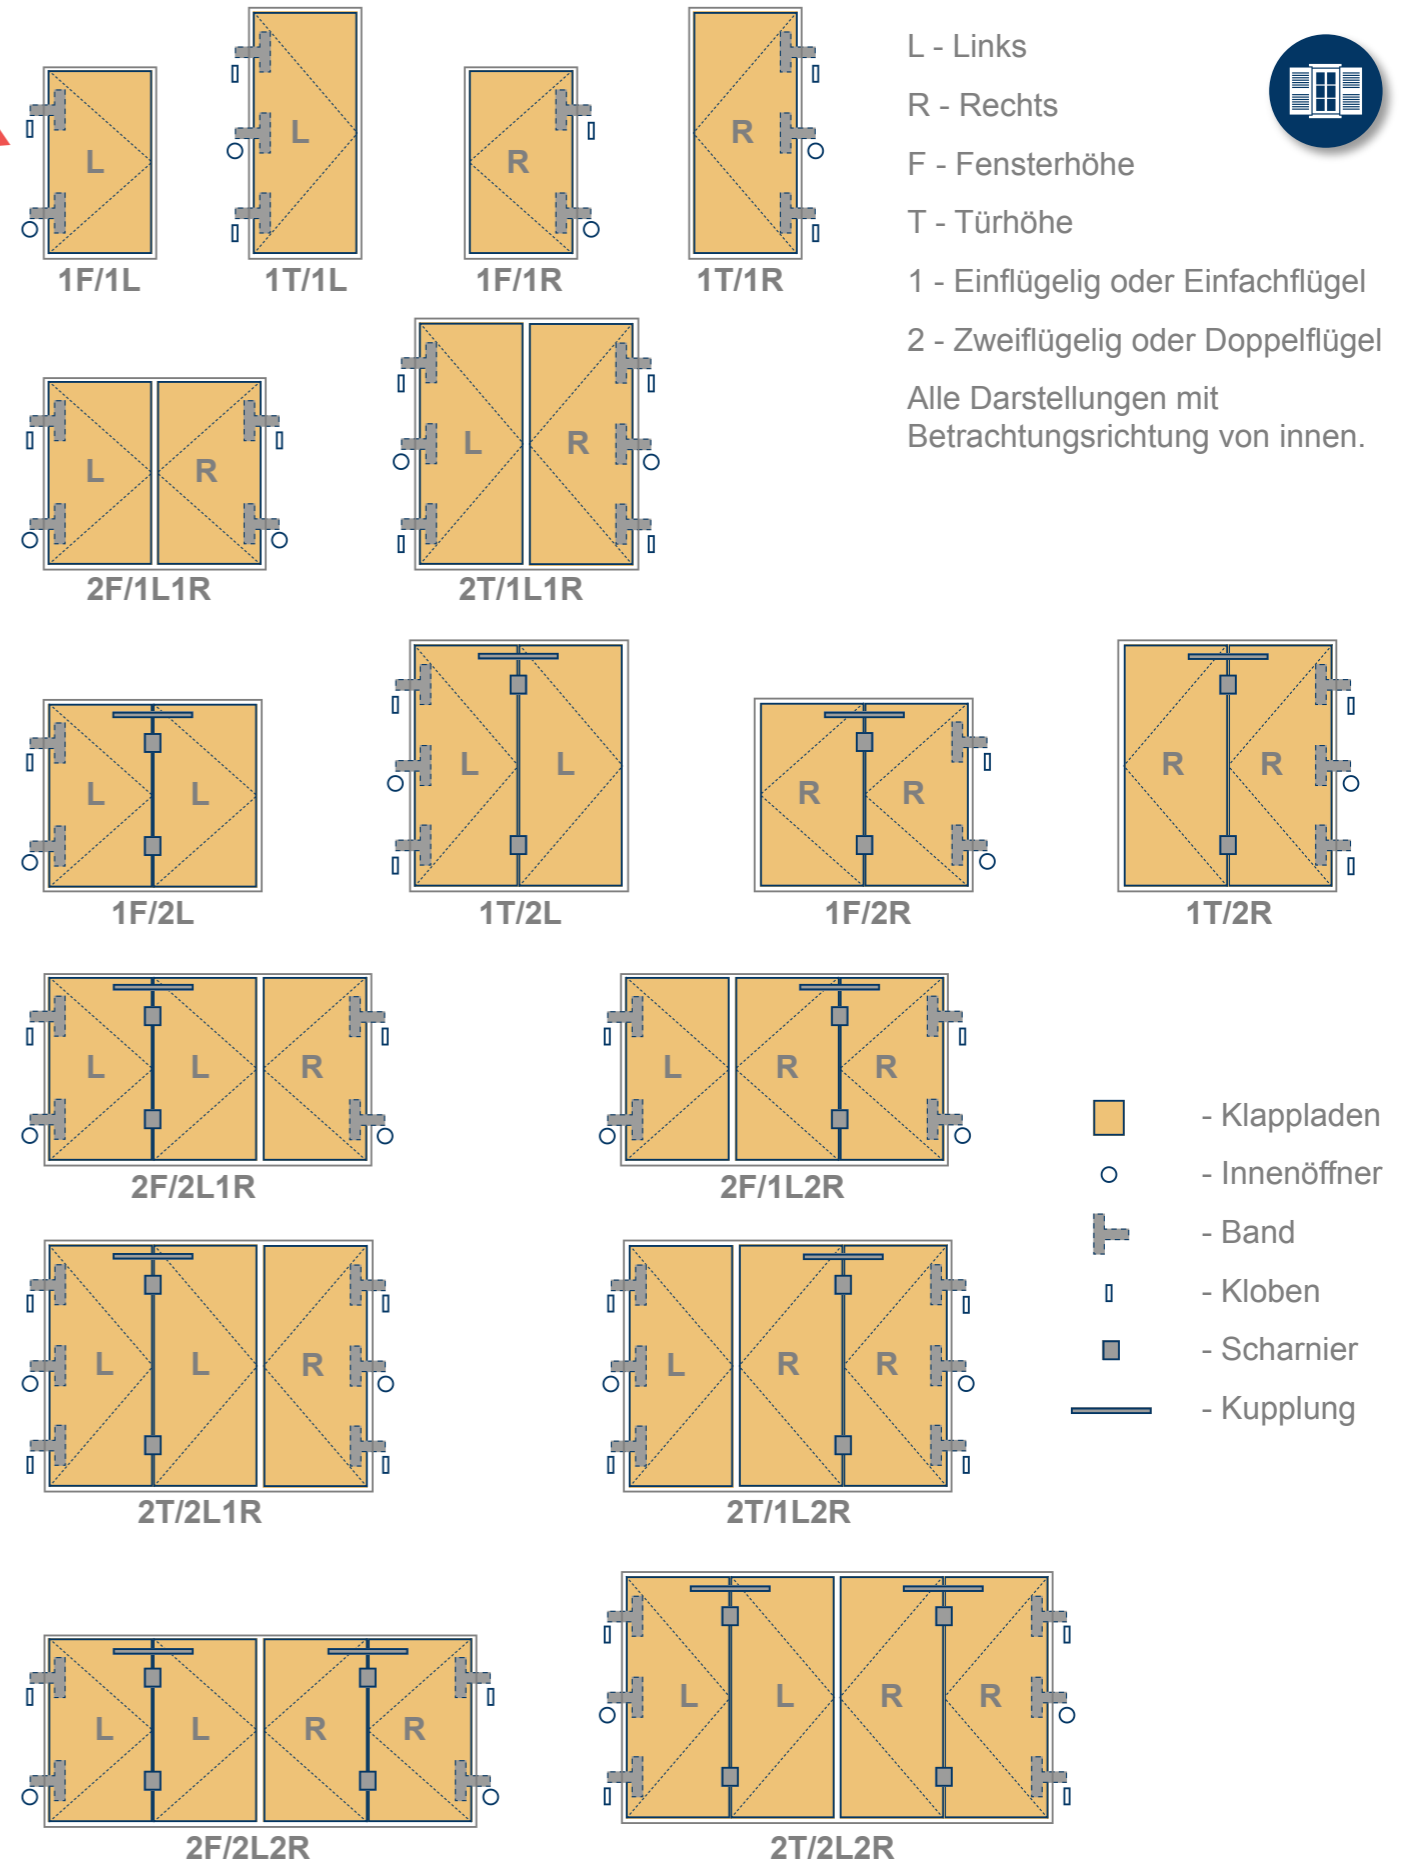 L - Links
R - Rechts
F - Fensterhöhe
T - Türhöhe
1 - Einflügelig oder Einfachflügel
2 - Zweiflügelig oder Doppelflügel
Alle Darstellungen mit
Betrachtungsrichtung von innen.
L
L
R
R
1F/1L
1T/1L
1F/1R
1T/1R
L
R
L
R
2F/1L1R
2T/1L1R
L
L
L
L
R
R
R
R
1F/2L
1T/2L
1F/2R
1T/2R
L
L
R
L
R
R
2F/2L1R
2F/1L2R
L
L
R
L
R
R
2T/2L1R
2T/1L2R
- Klappladen
- Innenöffner
- Band
- Kloben
- Scharnier
- Kupplung
L
L
R
R
L
L
R
R
2F/2L2R
2T/2L2R